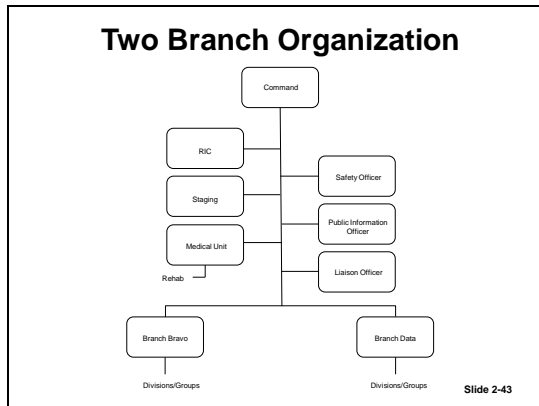 Two Branch Organization
Command
RIC
Safety Officer
Staging
Public Information
Officer
Medical Unit
Rehab
Liaison Officer
Branch Bravo
Branch Data
Divisions/Groups
Divisions/Groups
Slide 2-43